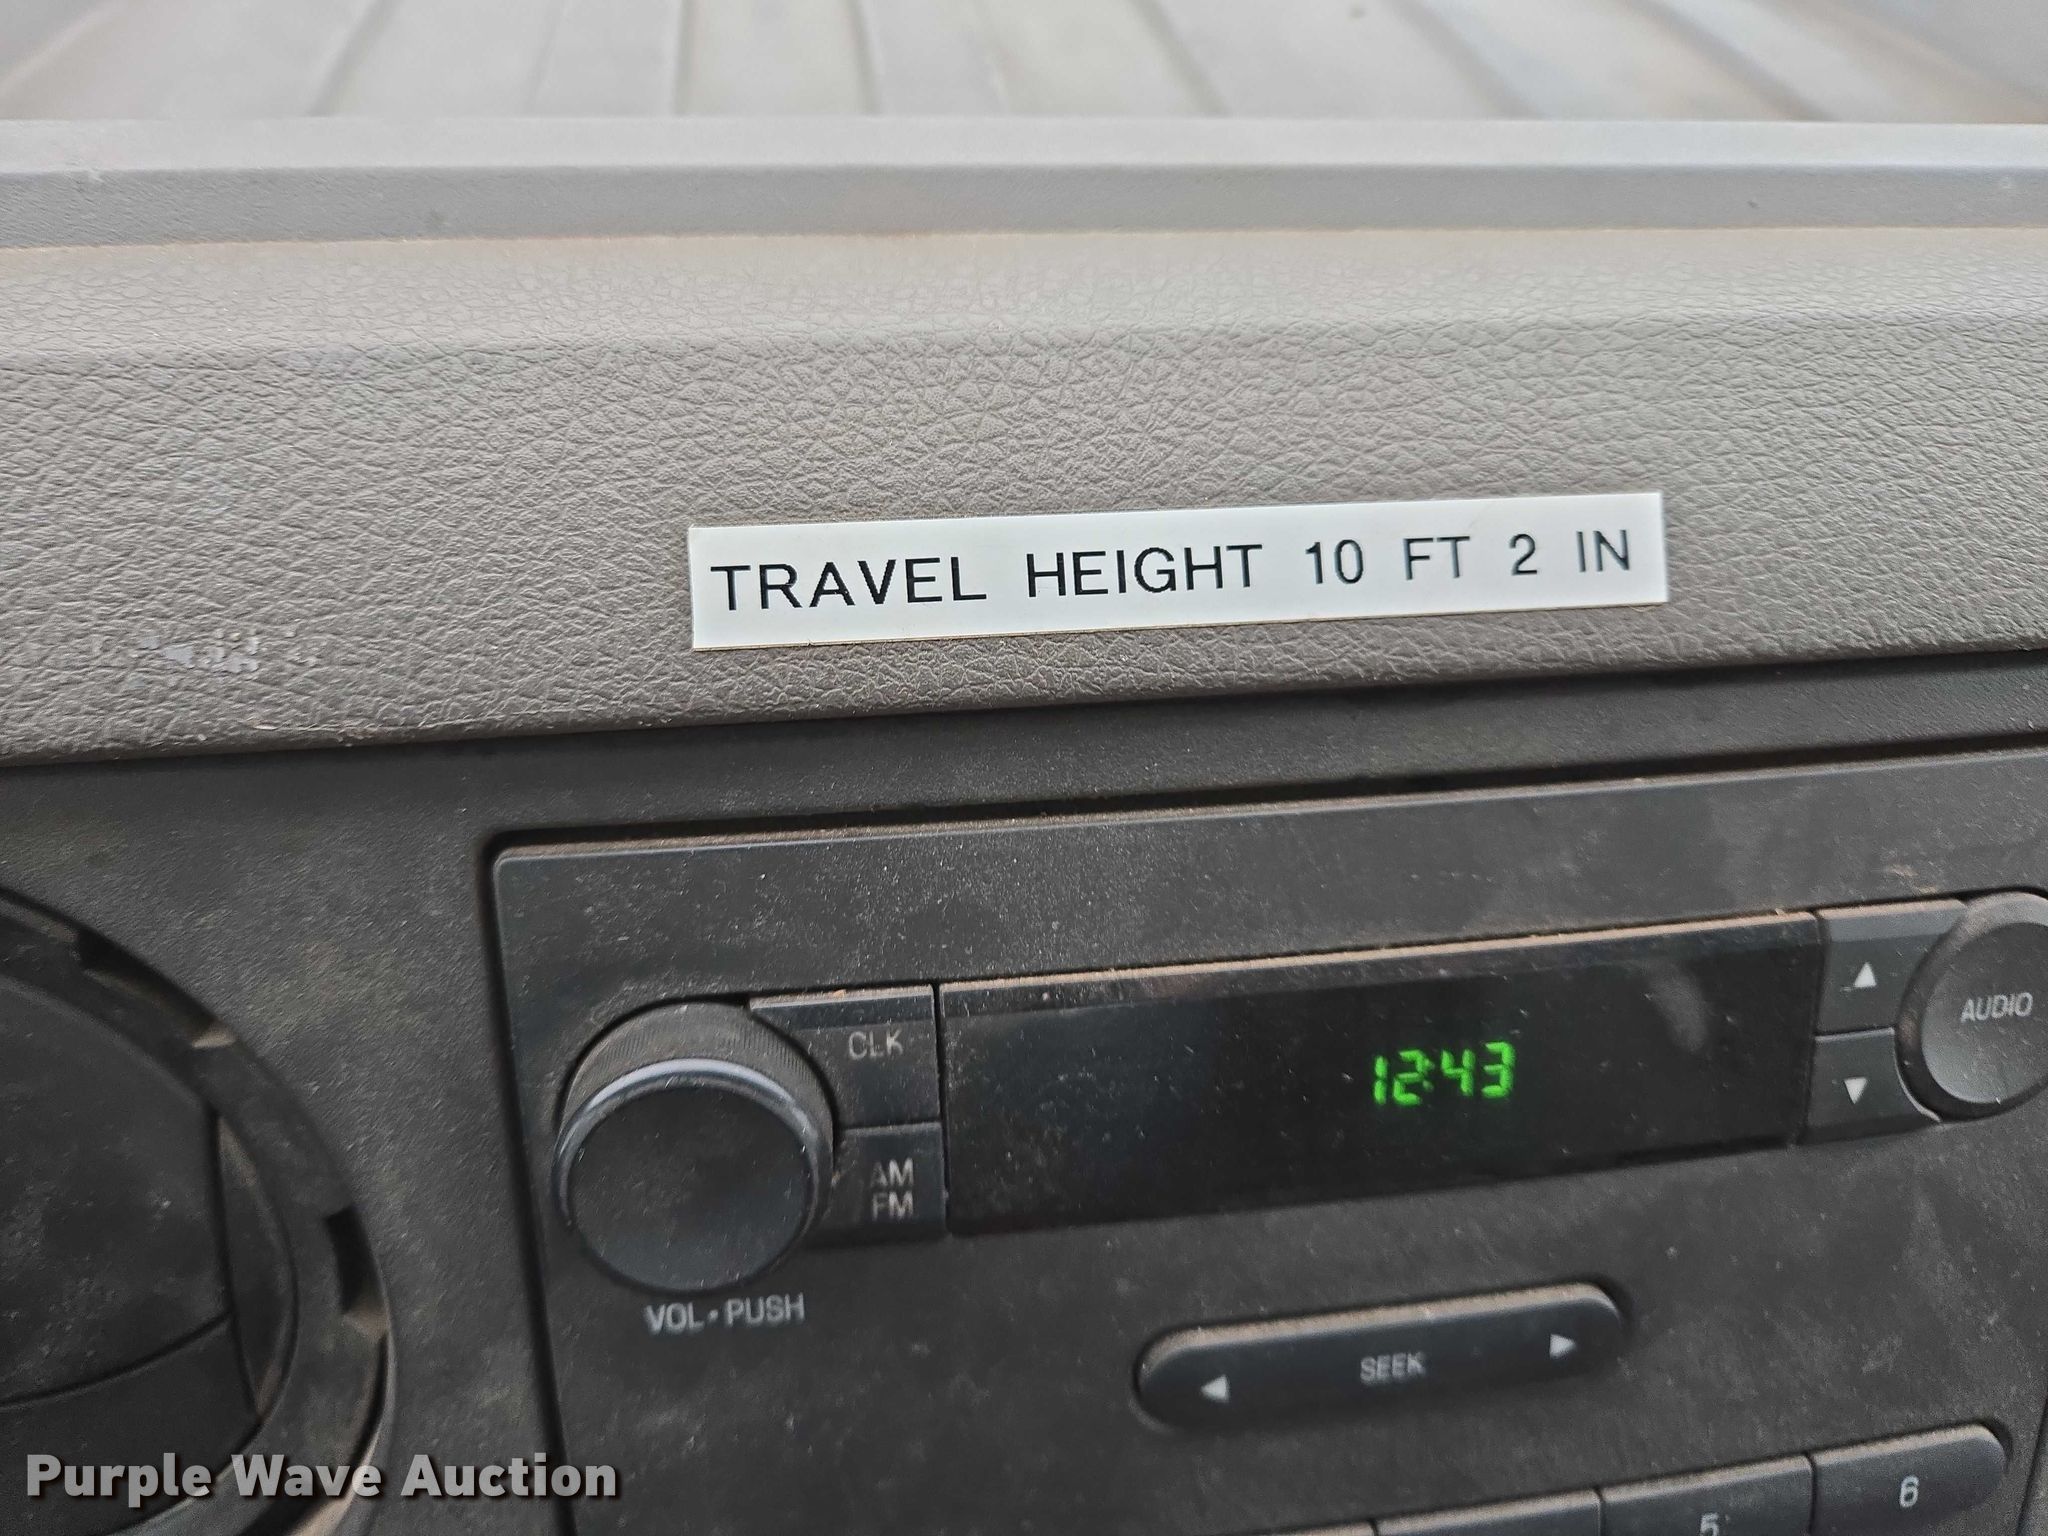 TRAVEL HEIGHT 10 FT 2 IN
CLK
12:43
AUDIO
AM
FM
VOL•PUSH
SEEK
5
6
Purple Wave Auction